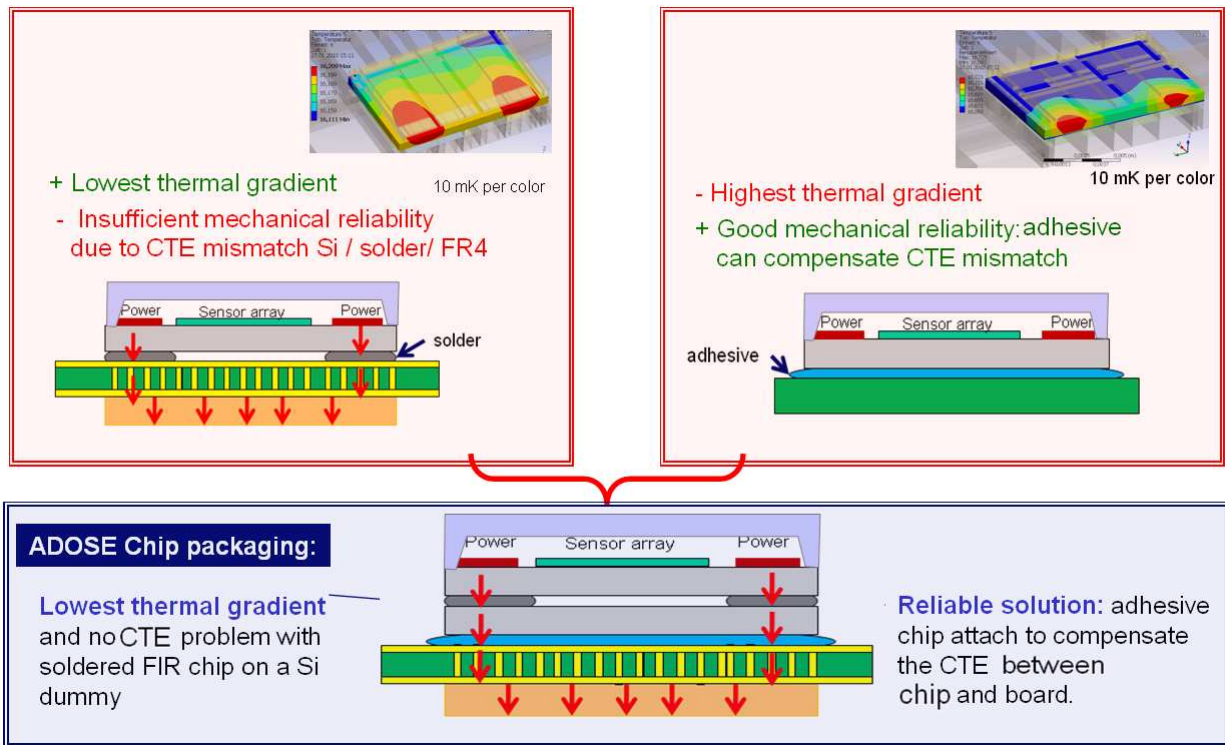 + Lowest thermal gradient
10 mK per color
- Insufficient mechanical reliability
due to CTE mismatch Si / solder/ FR4
Power
Sensor array
Power
solder
10 mK per color
- Highest thermal gradient
+ Good mechanical reliability: adhesive
can compensate CTE mismatch
Power
Sensor array
Power
adhesive
ADOSE Chip packaging:
Power
Sensor array
Power
Lowest thermal gradient
and no CTE problem with
soldered FIR chip on a Si
dummy
Reliable solution: adhesive
chip attach to compensate
the CTE between
chip and board.